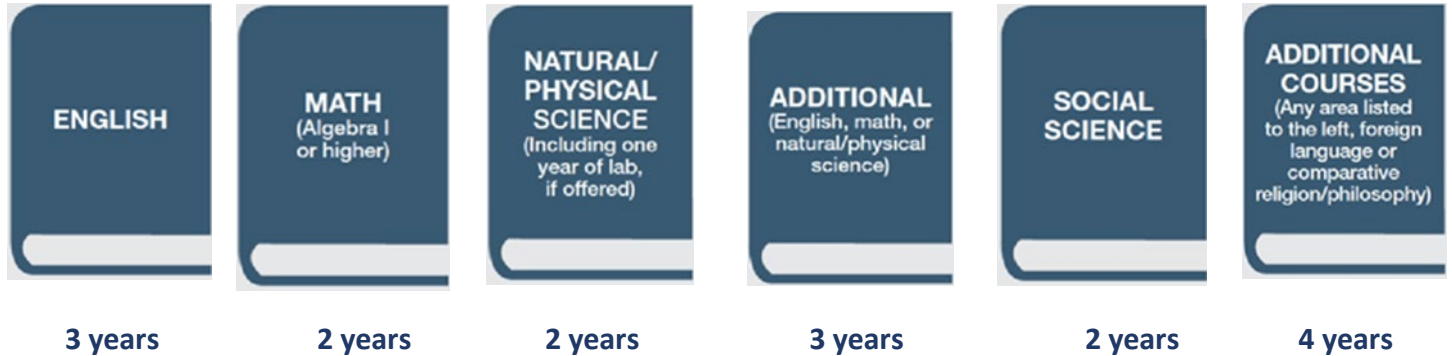 ENGLISH
3 years
MATH
(Algebra I
or higher)
2 years
NATURAL/
PHYSICAL
SCIENCE
(Including one
year of lab,
if offered)
2 years
ADDITIONAL
(English, math, or
natural/physical
science)
3 years
SOCIAL
SCIENCE
2 years
ADDITIONAL
COURSES
(Any area listed
to the left, foreign
language or
comparative
religion/philosophy)
4 years